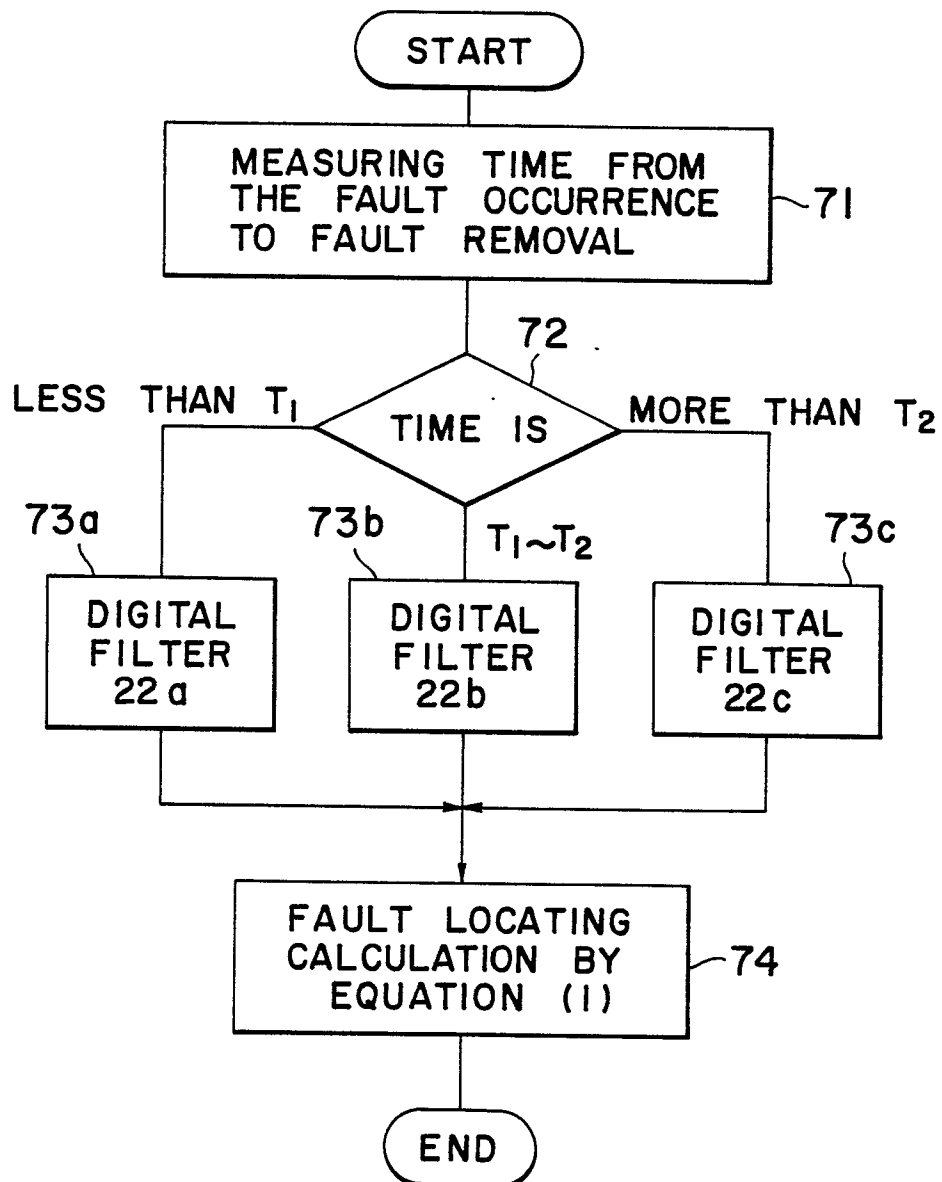 START
MEASURING TIME FROM
THE FAULT OCCURRENCE
TO FAULT REMOVAL
71
72
LESS THAN T1
TIME IS
MORE THAN T2
73a
73b
T1~T2
73c
DIGITAL
FILTER
22a
DIGITAL
FILTER
22b
DIGITAL
FILTER
22c
FAULT LOCATING
CALCULATION BY
EQUATION (1)
74
END